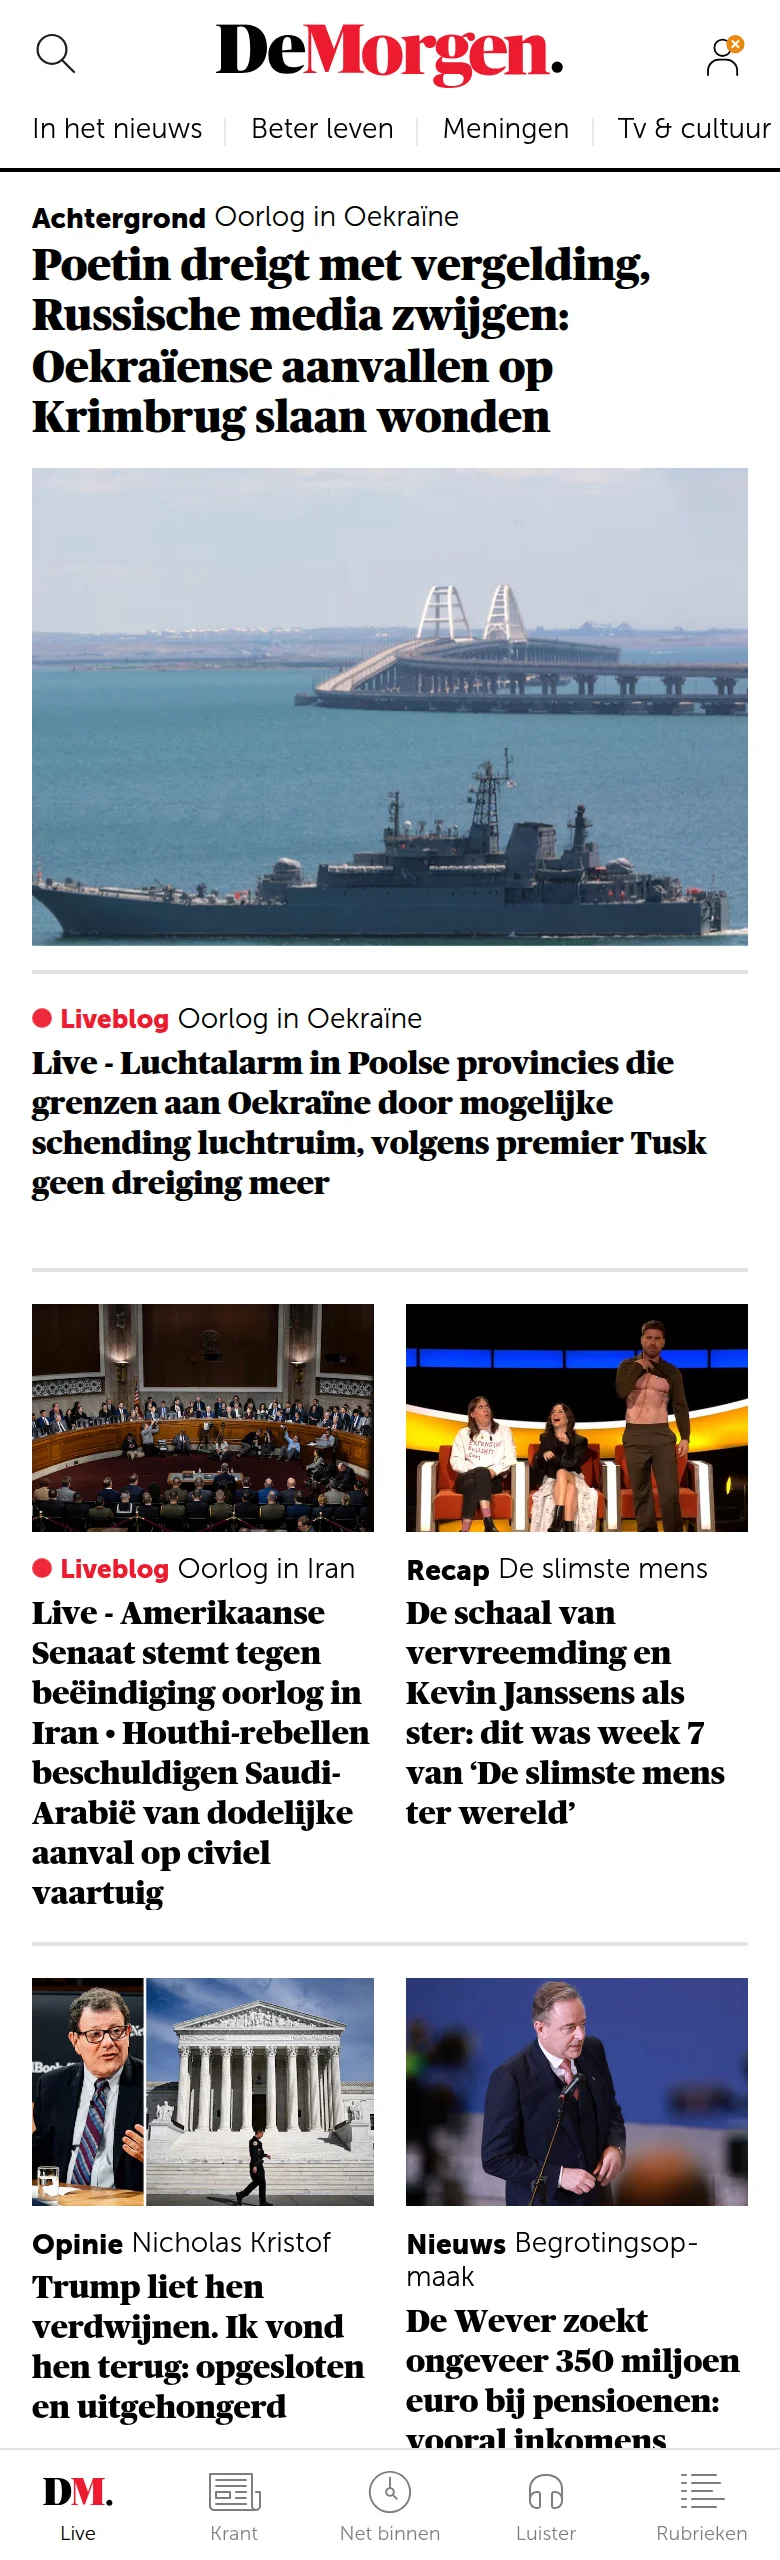 DeMorgen.
In het nieuws
Beter leven
Meningen
Tv & cultuur
Achtergrond Oorlog in Oekraïne
Poetin dreigt met vergelding,
Russische media zwijgen:
Oekraïense aanvallen op
Krimbrug slaan wonden
Liveblog Oorlog in Oekraïne
Live - Luchtalarm in Poolse provincies die
grenzen aan Oekraïne door mogelijke
schending luchtruim, volgens premier Tusk
geen dreiging meer
EXPENSIVE
BULLSHIT
Liveblog Oorlog in Iran
Live - Amerikaanse
Senaat stemt tegen
beëindiging oorlog in
Iran • Houthi-rebellen
beschuldigen Saudi-
Arabië van dodelijke
aanval op civiel
vaartuig
Recap De slimste mens
De schaal van
vervreemding en
Kevin Janssens als
ster: dit was week 7
van ‘De slimste mens
ter wereld’
Opinie Nicholas Kristof
Trump liet hen
verdwijnen. Ik vond
hen terug: opgesloten
en uitgehongerd
Nieuws Begrotingsop-
maak
De Wever zoekt
ongeveer 350 miljoen
euro bij pensioenen:
vooral inkomens
DM.
Live
Krant
Net binnen
Luister
Rubrieken